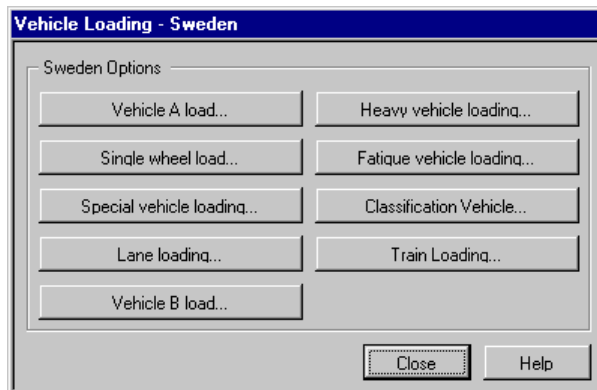 Vehicle Loading - Sweden
Sweden Options
Vehicle A load...
Heavy vehicle loading...
Single wheel load...
Fatigue vehicle loading...
Special vehicle loading...
Classification Vehicle...
Lane loading...
Train Loading...
Vehicle B load...
Close
Help